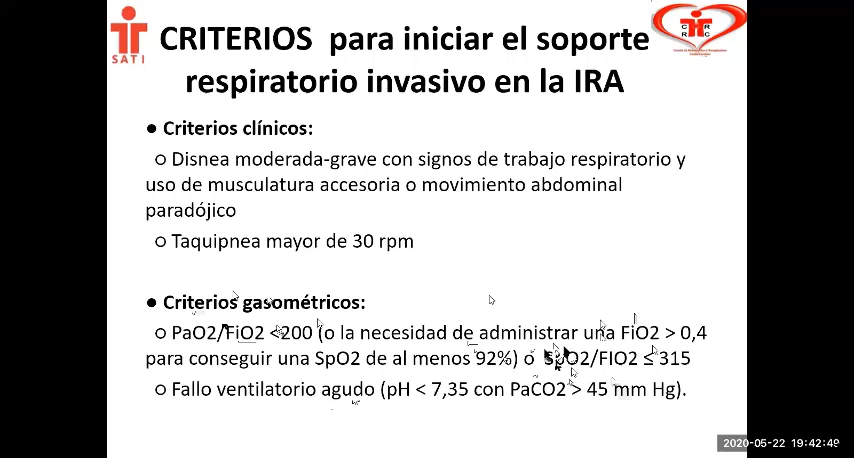 SATI
C R
R C
CRITERIOS para iniciar el soporte
respiratorio invasivo en la IRA
● Criterios clínicos:
○ Disnea moderada-grave con signos de trabajo respiratorio y
uso de musculatura accesoria o movimiento abdominal
paradójico
○ Taquipnea mayor de 30 rpm
● Criterios gasométricos:
○ PaO2/FiO2 <200 (o la necesidad de administrar una FiO2 > 0,4
para conseguir una SpO2 de al menos 92%) o SpO2/FIO2 ≤ 315
○ Fallo ventilatorio agudo (pH < 7,35 con PaCO2 > 45 mm Hg).
2020-05-22 19:42:49